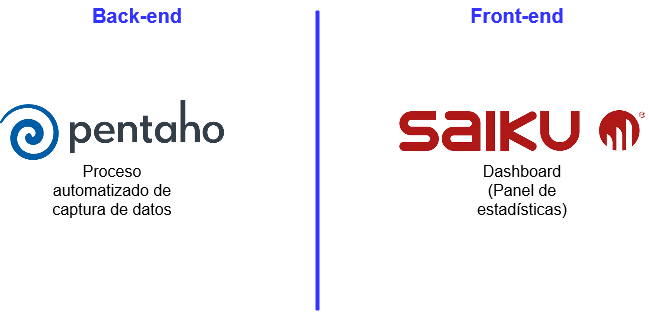 Back-end
pentaho
Proceso
automatizado de
captura de datos
Front-end
saiku ®
Dashboard
(Panel de
estadísticas)